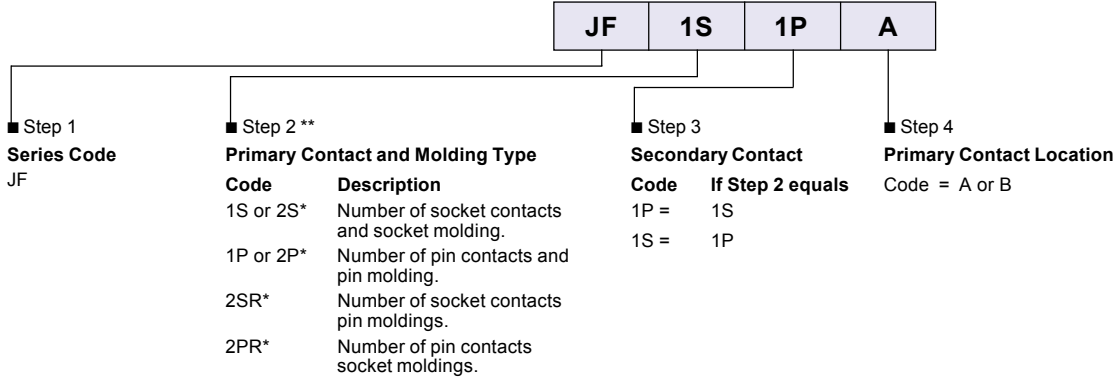 JF 1S 1P A
■ Step 1
Series Code
JF
■ Step 2 **
Primary Contact and Molding Type
Code Description
1S or 2S* Number of socket contacts
and socket molding.
1P or 2P* Number of pin contacts and
pin molding.
2SR* Number of socket contacts
pin moldings.
2PR* Number of pin contacts
socket moldings.
■ Step 3
Secondary Contact
Code If Step 2 equals
1P = 1S
1S = 1P
■ Step 4
Primary Contact Location
Code = A or B